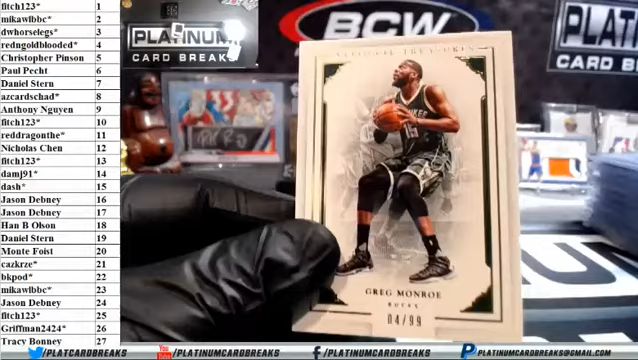 fitch123* 1
mikawlbbc* 2
dwhorselegs* 3
redngoldblooded* 4
Christopher Pinson 5
Paul Pecht 6
Daniel Stern 7
azcardschad* 8
Anthony Nguyen 9
fitch123* 10
reddragonthe* 11
Nicholas Chen 12
fitch123* 13
damj91* 14
dash* 15
Jason Debney 16
Jason Debney 17
Han B Olson 18
Daniel Stern 19
Monte Foist 20
cazkrze* 21
bkpod* 22
mikawlbbc* 23
Jason Debney 24
fitch123* 25
Griffman2424* 26
Tracy Bonney 27
PLATINUM
CARD BREAKS
BCW
PLATINUM
CARD BREAKS
NATIONAL TREASURES
15
GREG MONROE
BUCKS
04/99
/PLATCARDBREAKS
/PLATINUMCARDBREAKS
/PLATINUMCARDBREAKS
PLATINUMCARDBREAKS@GMAIL.COM